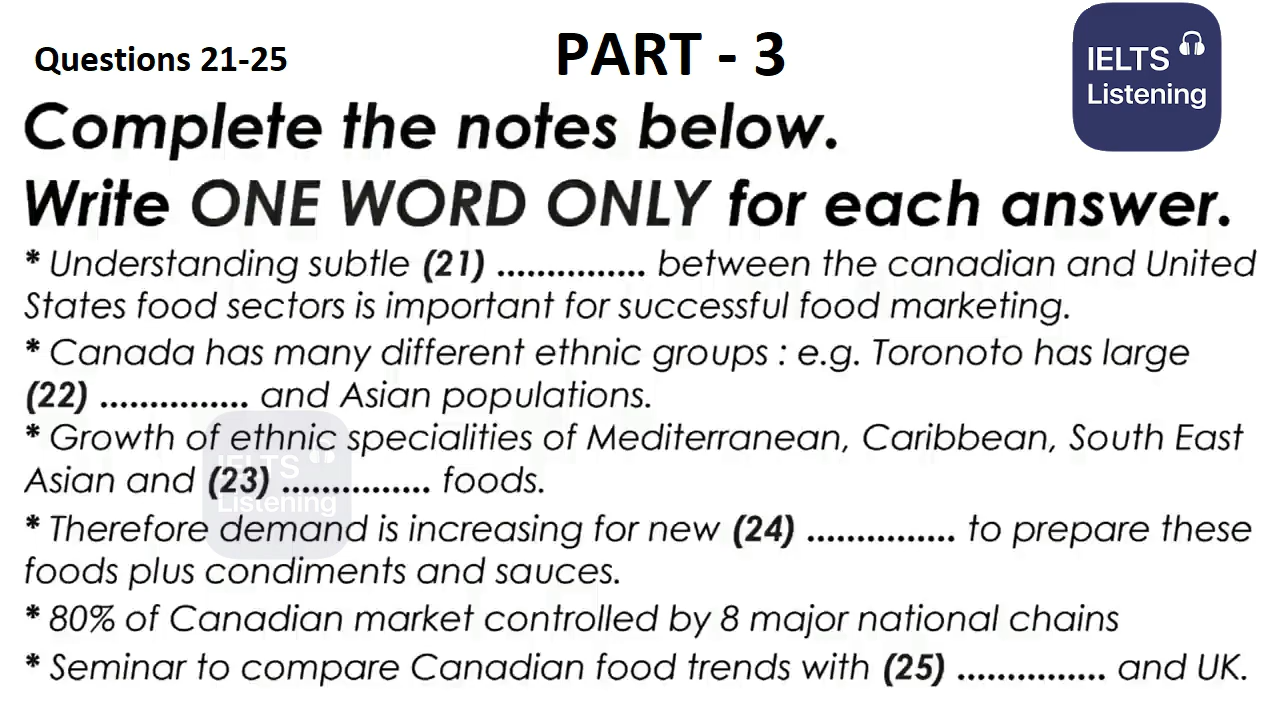 Questions 21-25
PART - 3
IELTS
Listening
Complete the notes below.
Write ONE WORD ONLY for each answer.
* Understanding subtle (21) ............... between the canadian and United
States food sectors is important for successful food marketing.
* Canada has many different ethnic groups : e.g. Toronoto has large
(22) ............... and Asian populations.
* Growth of ethnic specialities of Mediterranean, Caribbean, South East
Asian and (23) ............... foods.
IELTS
Listening
* Therefore demand is increasing for new (24) ............... to prepare these
foods plus condiments and sauces.
* 80% of Canadian market controlled by 8 major national chains
* Seminar to compare Canadian food trends with (25) ............... and UK.